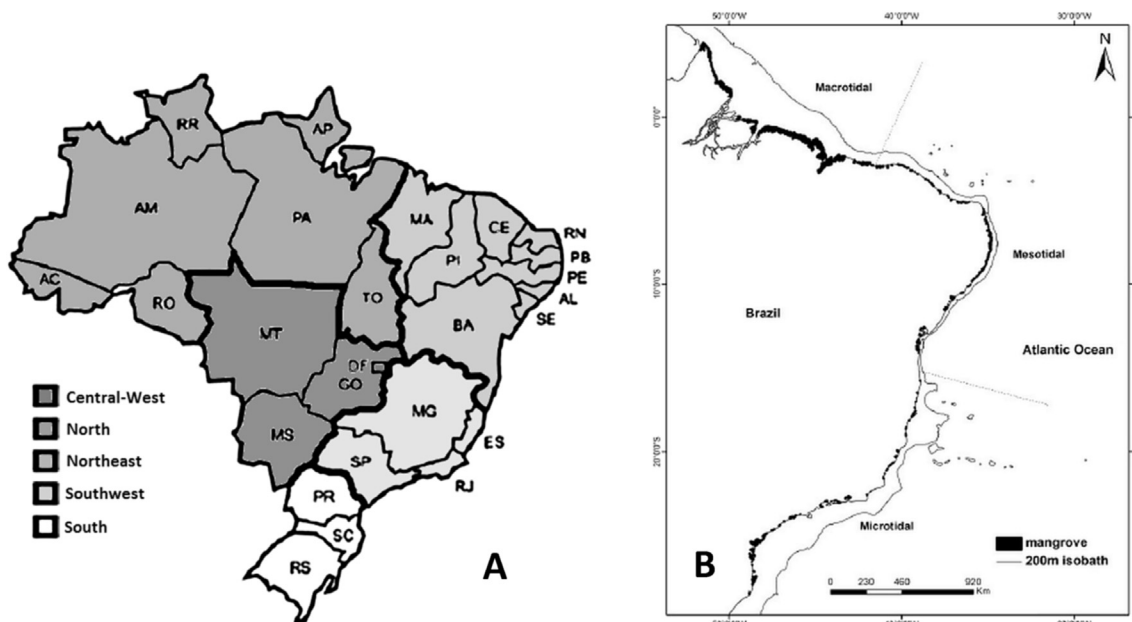 RR
AP
AM
PA
MA
CE
RN
PB
PI
PE
AC
AL
TO
SE
RO
BA
MT
DF
GO
MG
MS
ES
SP
RJ
PR
SC
RS
Central-West
North
Northeast
Southwest
South
A
50°0'0"W
40°0'0"W
30°0'0"W
N
Macrotidal
0°0'0"
Mesotidal
10°0'0"S
Brazil
Atlantic Ocean
20°0'0"S
Microtidal
B
mangrove
200m isobath
0 230 460 920
Km